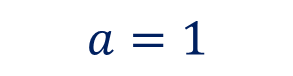 a = 1